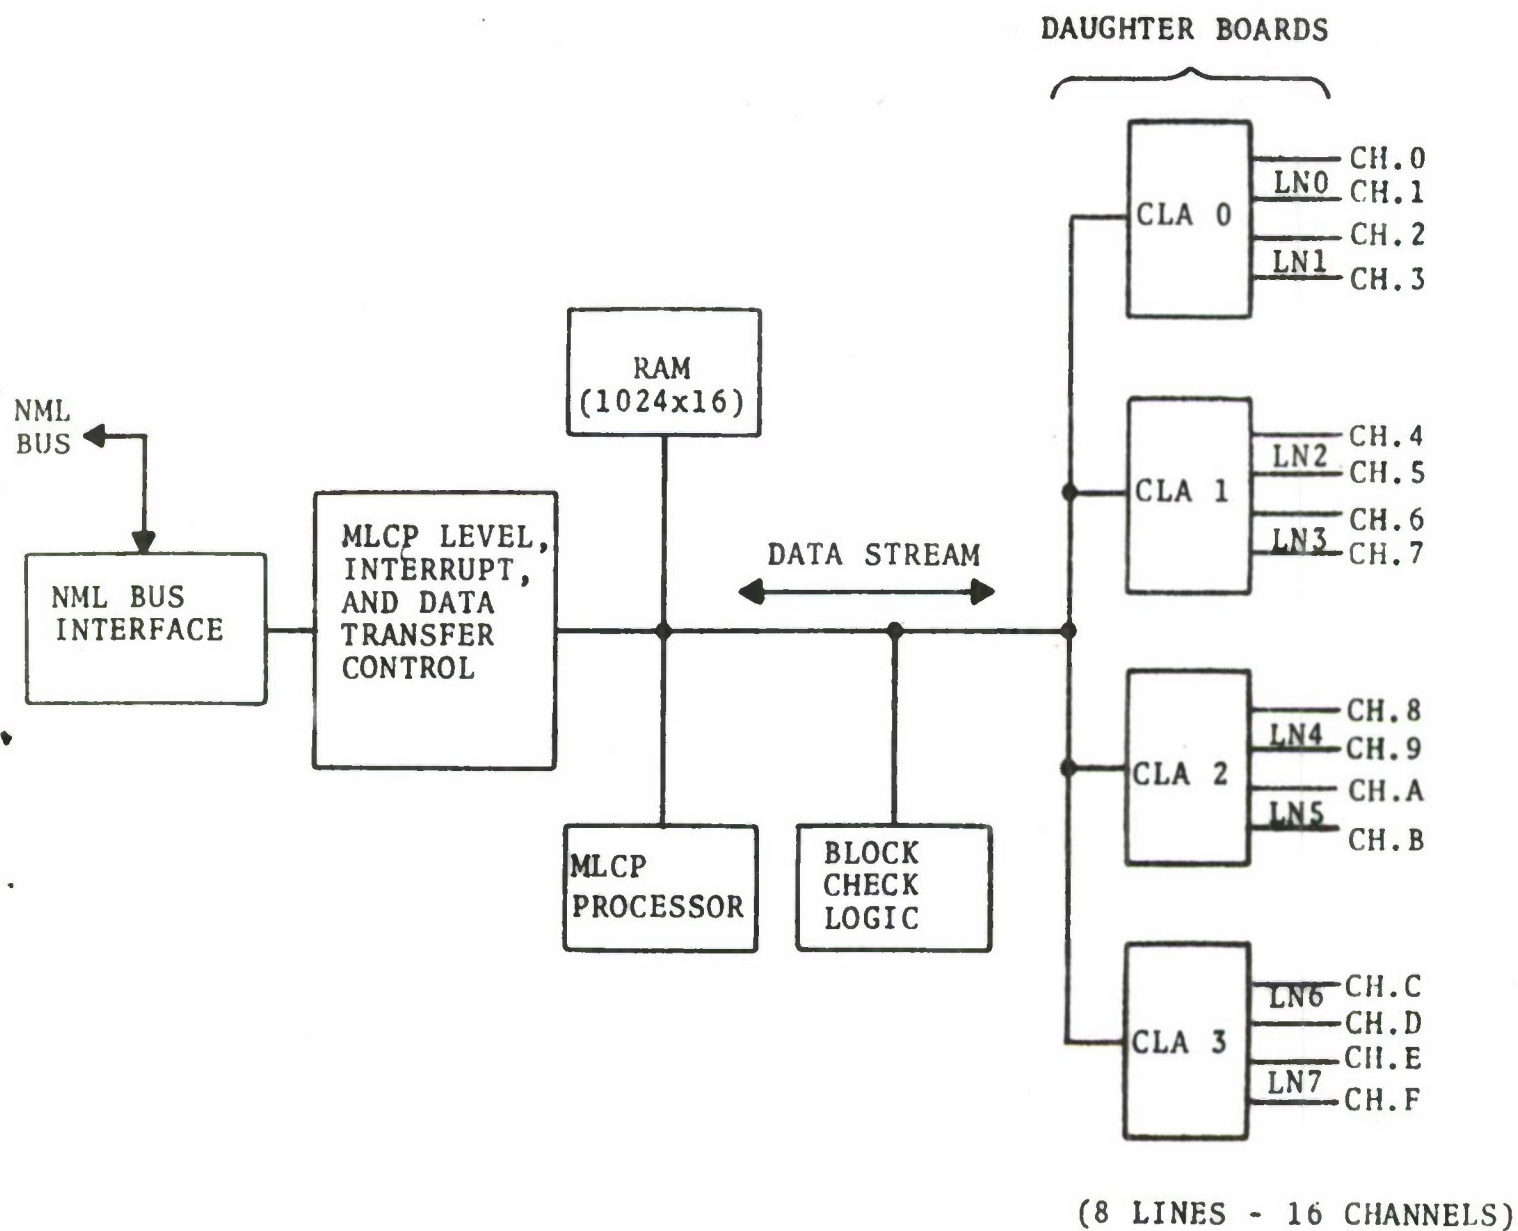 DAUGHTER BOARDS
CLA 0
CH.0
LN0
CH.1
CH.2
LN1
CH.3
RAM
(1024x16)
NML
BUS
CLA 1
CH.4
LN2
CH.5
CH.6
LN3
CH.7
NML BUS
INTERFACE
MLCP LEVEL,
INTERRUPT,
AND DATA
TRANSFER
CONTROL
DATA STREAM
CLA 2
CH.8
LN4
CH.9
CH.A
LN5
CH.B
MLCP
PROCESSOR
BLOCK
CHECK
LOGIC
CLA 3
CH.C
LN6
CH.D
CH.E
LN7
CH.F
(8 LINES - 16 CHANNELS)